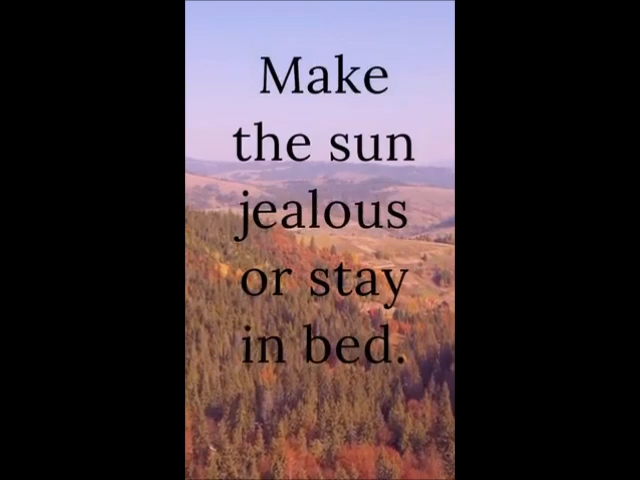 Make
the sun
jealous
or stay
in bed.